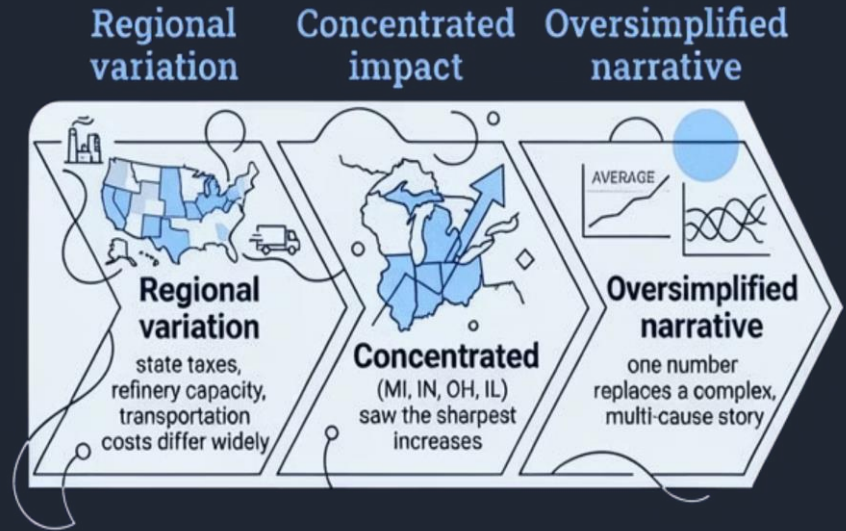 Regional
variation
Concentrated
impact
Oversimplified
narrative
Regional
variation
state taxes,
refinery capacity,
transportation
costs differ widely
Concentrated
(MI, IN, OH, IL)
saw the sharpest
increases
AVERAGE
Oversimplified
narrative
one number
replaces a complex,
multi-cause story